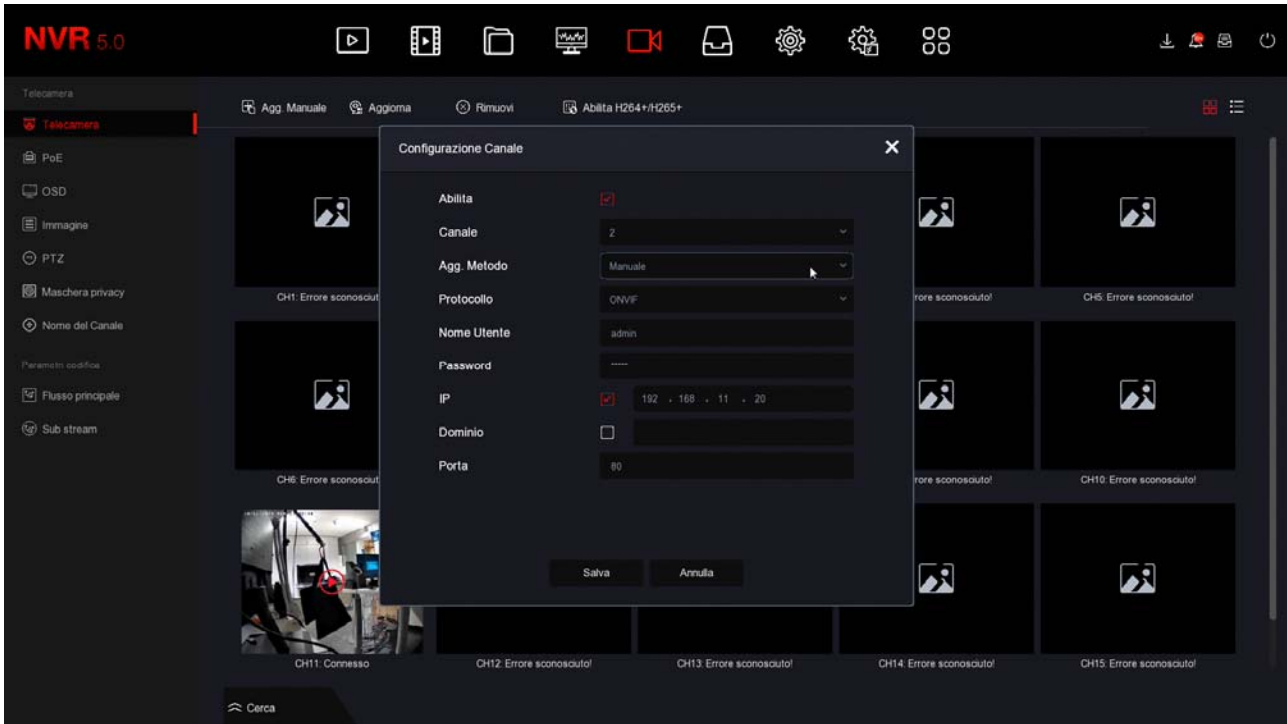 NVR 5.0
Telecamera
Telecamera
PoE
OSD
Immagine
PTZ
Maschera privacy
Nome del Canale
Parametri codifica
Flusso principale
Sub stream
Agg. Manuale Aggiorna Rimuovi Abilita H264+/H265+
Configurazione Canale
Abilita
Canale 2
Agg. Metodo Manuale
Protocollo ONVIF
Nome Utente admin
Password -----
IP 192 . 168 . 11 . 20
Dominio
Porta 80
Salva Annulla
CH1: Errore sconosciut
rore sconosciuto!
CH5: Errore sconosciuto!
CH6: Errore sconosciut
rore sconosciuto!
CH10: Errore sconosciuto!
CH11: Connesso
CH12: Errore sconosciuto!
CH13: Errore sconosciuto!
CH14: Errore sconosciuto!
CH15: Errore sconosciuto!
Cerca